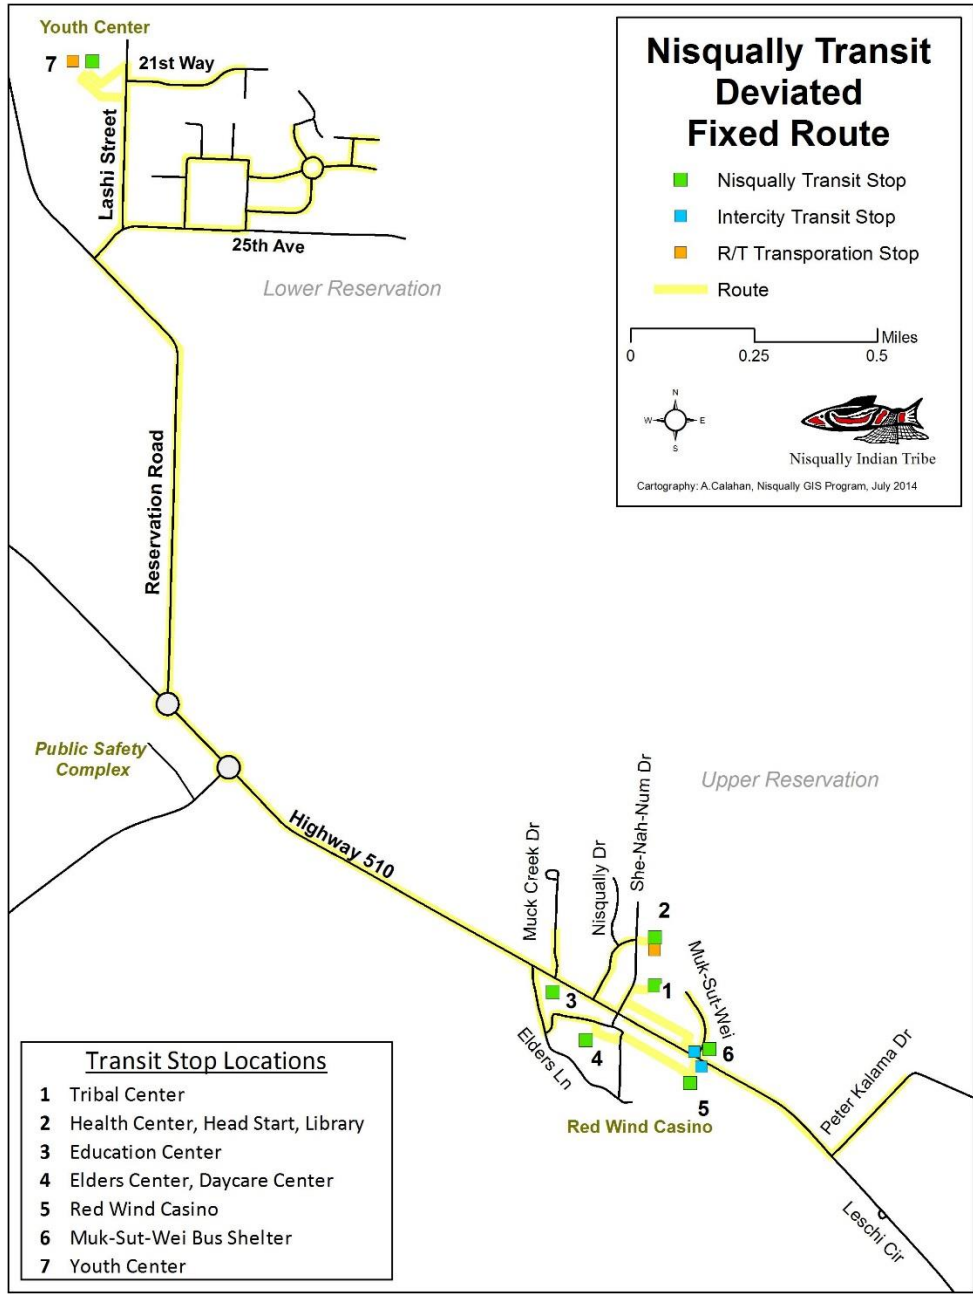 Nisqually Transit
Deviated
Fixed Route
Nisqually Transit Stop
Intercity Transit Stop
R/T Transporation Stop
Route
Miles
0 0.25 0.5
N
W E
S
Nisqually Indian Tribe
Cartography: A.Calahan, Nisqually GIS Program, July 2014
Youth Center
7
21st Way
Lashi Street
25th Ave
Lower Reservation
Reservation Road
Public Safety
Complex
Highway 510
Upper Reservation
Muck Creek Dr
Nisqually Dr
She-Nah-Num Dr
2
1
Muk-Sut-Wei
3
6
4
Elders Ln
5
Red Wind Casino
Peter Kalama Dr
Leschi Cir
Transit Stop Locations
1 Tribal Center
2 Health Center, Head Start, Library
3 Education Center
4 Elders Center, Daycare Center
5 Red Wind Casino
6 Muk-Sut-Wei Bus Shelter
7 Youth Center